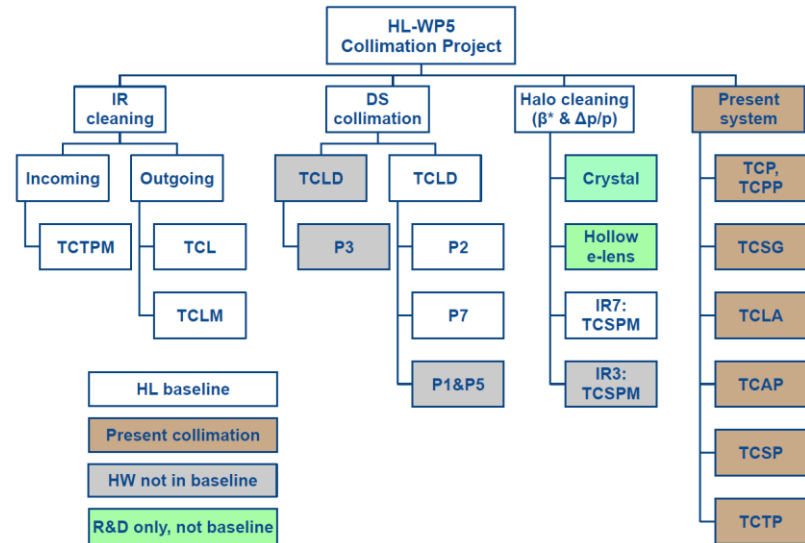 HL-WP5
Collimation Project
IR
cleaning
DS
collimation
Halo cleaning
(β* & Δp/p)
Present
system
Incoming
Outgoing
TCLD
TCLD
Crystal
TCP,
TCPP
TCTPM
TCL
P3
P2
Hollow
e-lens
TCSG
TCLM
P7
IR7:
TCSPM
TCLA
P1&P5
IR3:
TCSPM
TCAP
TCSP
TCTP
HL baseline
Present collimation
HW not in baseline
R&D only, not baseline